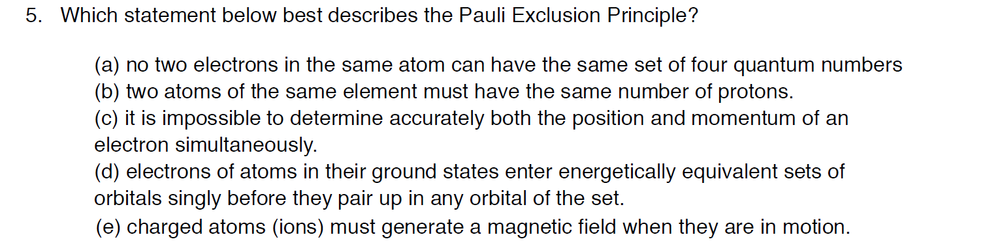 5. Which statement below best describes the Pauli Exclusion Principle?
(a) no two electrons in the same atom can have the same set of four quantum numbers
(b) two atoms of the same element must have the same number of protons.
(c) it is impossible to determine accurately both the position and momentum of an
electron simultaneously.
(d) electrons of atoms in their ground states enter energetically equivalent sets of
orbitals singly before they pair up in any orbital of the set.
(e) charged atoms (ions) must generate a magnetic field when they are in motion.